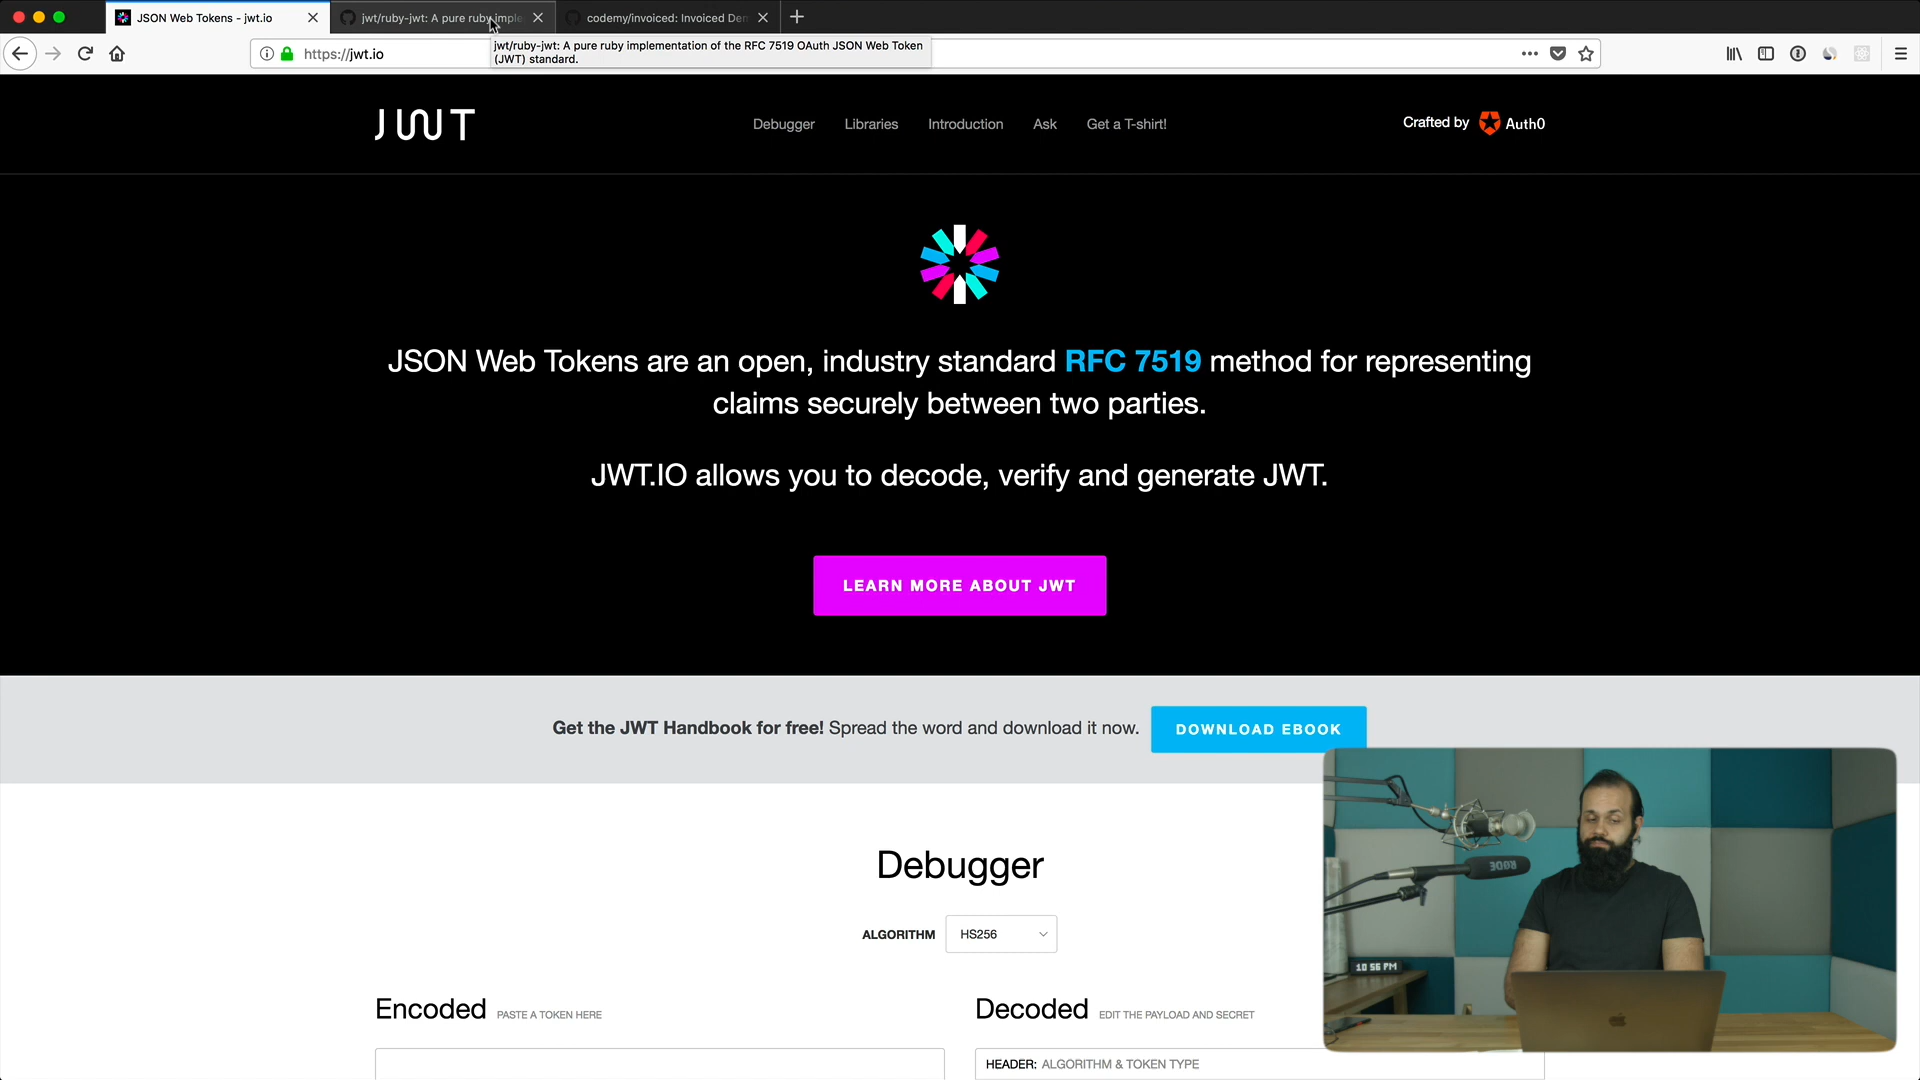 JSON Web Tokens - jwt.io
jwt/ruby-jwt: A pure ruby imple
codemy/invoiced: Invoiced Dem
https://jwt.io
jwt/ruby-jwt: A pure ruby implementation of the RFC 7519 OAuth JSON Web Token
(JWT) standard.
JWT
Debugger
Libraries
Introduction
Ask
Get a T-shirt!
Crafted by
Auth0
JSON Web Tokens are an open, industry standard RFC 7519 method for representing
claims securely between two parties.
JWT.IO allows you to decode, verify and generate JWT.
LEARN MORE ABOUT JWT
Get the JWT Handbook for free! Spread the word and download it now.
DOWNLOAD EBOOK
Debugger
ALGORITHM
HS256
RØDE
10 56 PM
Encoded PASTE A TOKEN HERE
Decoded EDIT THE PAYLOAD AND SECRET
HEADER: ALGORITHM & TOKEN TYPE